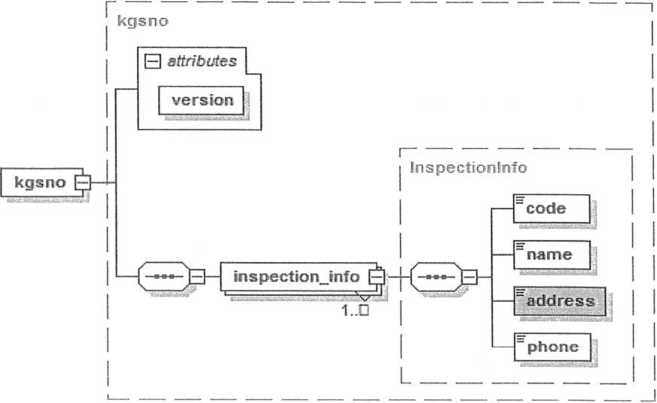 kgsno
attributes
version
kgsno
InspectionInfo
code
name
inspection_info
address
1..□
phone